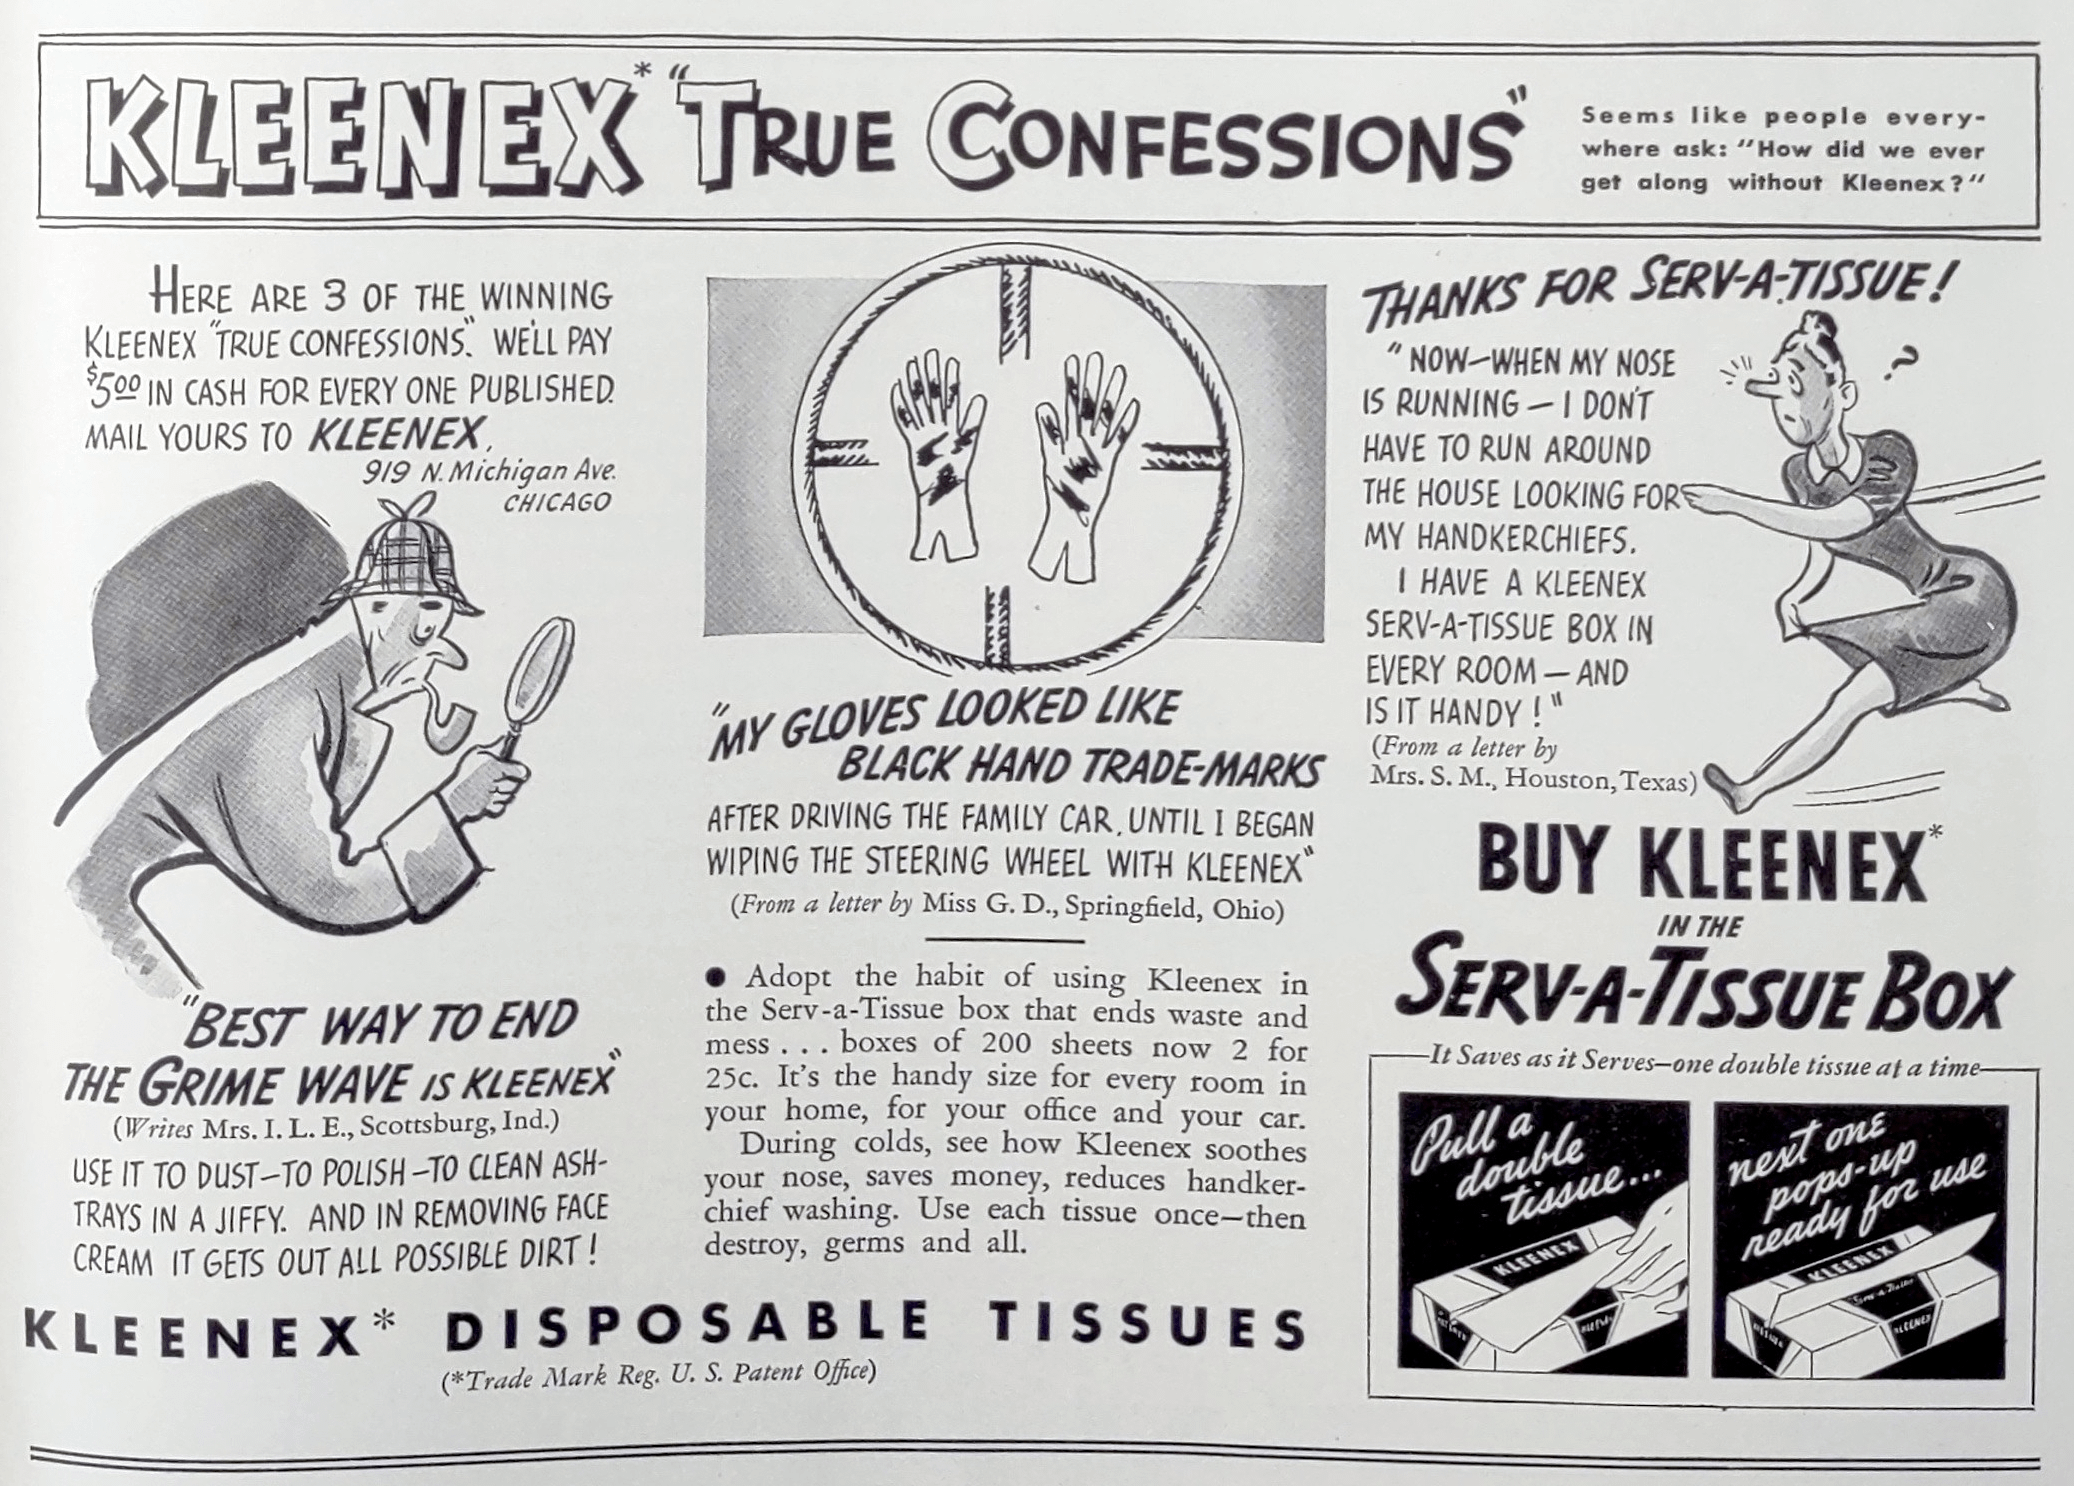 KLEENEX* "TRUE CONFESSIONS"
Seems like people every-
where ask: "How did we ever
get along without Kleenex?"
HERE ARE 3 OF THE WINNING
KLEENEX "TRUE CONFESSIONS". WE'LL PAY
$5.00 IN CASH FOR EVERY ONE PUBLISHED.
MAIL YOURS TO KLEENEX,
919 N. Michigan Ave.
CHICAGO
"BEST WAY TO END
THE GRIME WAVE IS KLEENEX"
(Writes Mrs. I. L. E., Scottsburg, Ind.)
USE IT TO DUST—TO POLISH—TO CLEAN ASH-
TRAYS IN A JIFFY. AND IN REMOVING FACE
CREAM IT GETS OUT ALL POSSIBLE DIRT!
"MY GLOVES LOOKED LIKE
BLACK HAND TRADE-MARKS
AFTER DRIVING THE FAMILY CAR, UNTIL I BEGAN
WIPING THE STEERING WHEEL WITH KLEENEX"
(From a letter by Miss G. D., Springfield, Ohio)
● Adopt the habit of using Kleenex in
the Serv-a-Tissue box that ends waste and
mess . . . boxes of 200 sheets now 2 for
25c. It's the handy size for every room in
your home, for your office and your car.
During colds, see how Kleenex soothes
your nose, saves money, reduces handker-
chief washing. Use each tissue once—then
destroy, germs and all.
THANKS FOR SERV-A-TISSUE!
"NOW—WHEN MY NOSE
IS RUNNING—I DON'T
HAVE TO RUN AROUND
THE HOUSE LOOKING FOR
MY HANDKERCHIEFS.
I HAVE A KLEENEX
SERV-A-TISSUE BOX IN
EVERY ROOM—AND
IS IT HANDY!"
(From a letter by
Mrs. S. M., Houston, Texas)
?
BUY KLEENEX*
IN THE
SERV-A-TISSUE BOX
It Saves as it Serves—one double tissue at a time
Pull a
double
tissue...
KLEENEX
KLEENEX
KLEENEX
next one
pops-up
ready for use
KLEENEX
Serv-a-Tissue
KLEENEX
KLEENEX
KLEENEX* DISPOSABLE TISSUES
(*Trade Mark Reg. U. S. Patent Office)